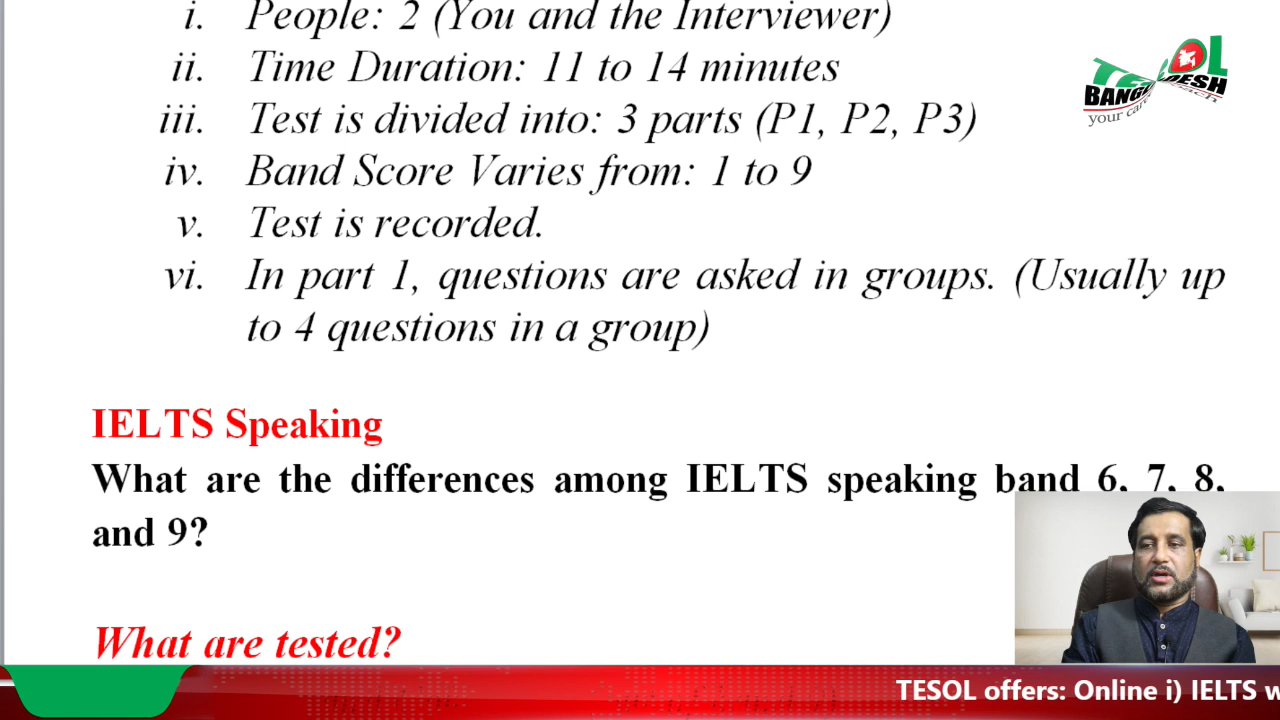 i. People: 2 (You and the Interviewer)
ii. Time Duration: 11 to 14 minutes
iii. Test is divided into: 3 parts (P1, P2, P3)
iv. Band Score Varies from: 1 to 9
v. Test is recorded.
vi. In part 1, questions are asked in groups. (Usually up
to 4 questions in a group)
TESOL
BANGLADESH
your care
IELTS Speaking
What are the differences among IELTS speaking band 6, 7, 8,
and 9?
What are tested?
TESOL offers: Online i) IELTS w